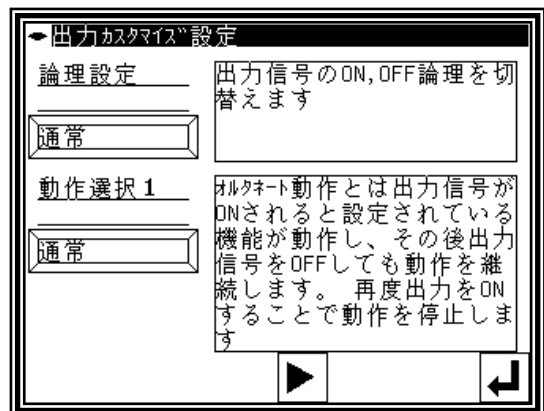 出力ｶｽﾀﾏｲｽﾞ設定
論理設定
出力信号のON,OFF論理を切
替えます
通常
動作選択1
ｵﾙﾀﾈｰﾄ動作とは出力信号が
ONされると設定されている
機能が動作し、その後出力
信号をOFFしても動作を継
続します。 再度出力をON
することで動作を停止しま
す
通常